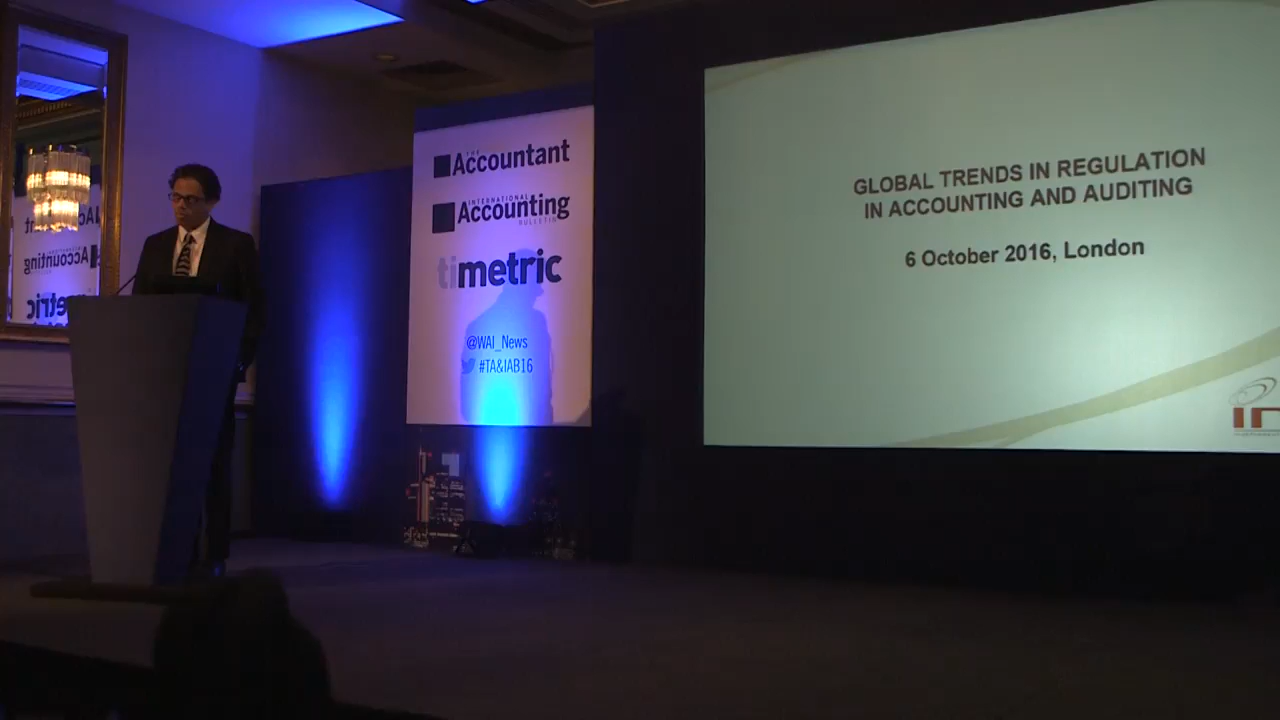 THE
Accountant
INTERNATIONAL
Accounting
BULLETIN
timetric
@WAI_News
#TA&IAB16
GLOBAL TRENDS IN REGULATION
IN ACCOUNTING AND AUDITING
6 October 2016, London